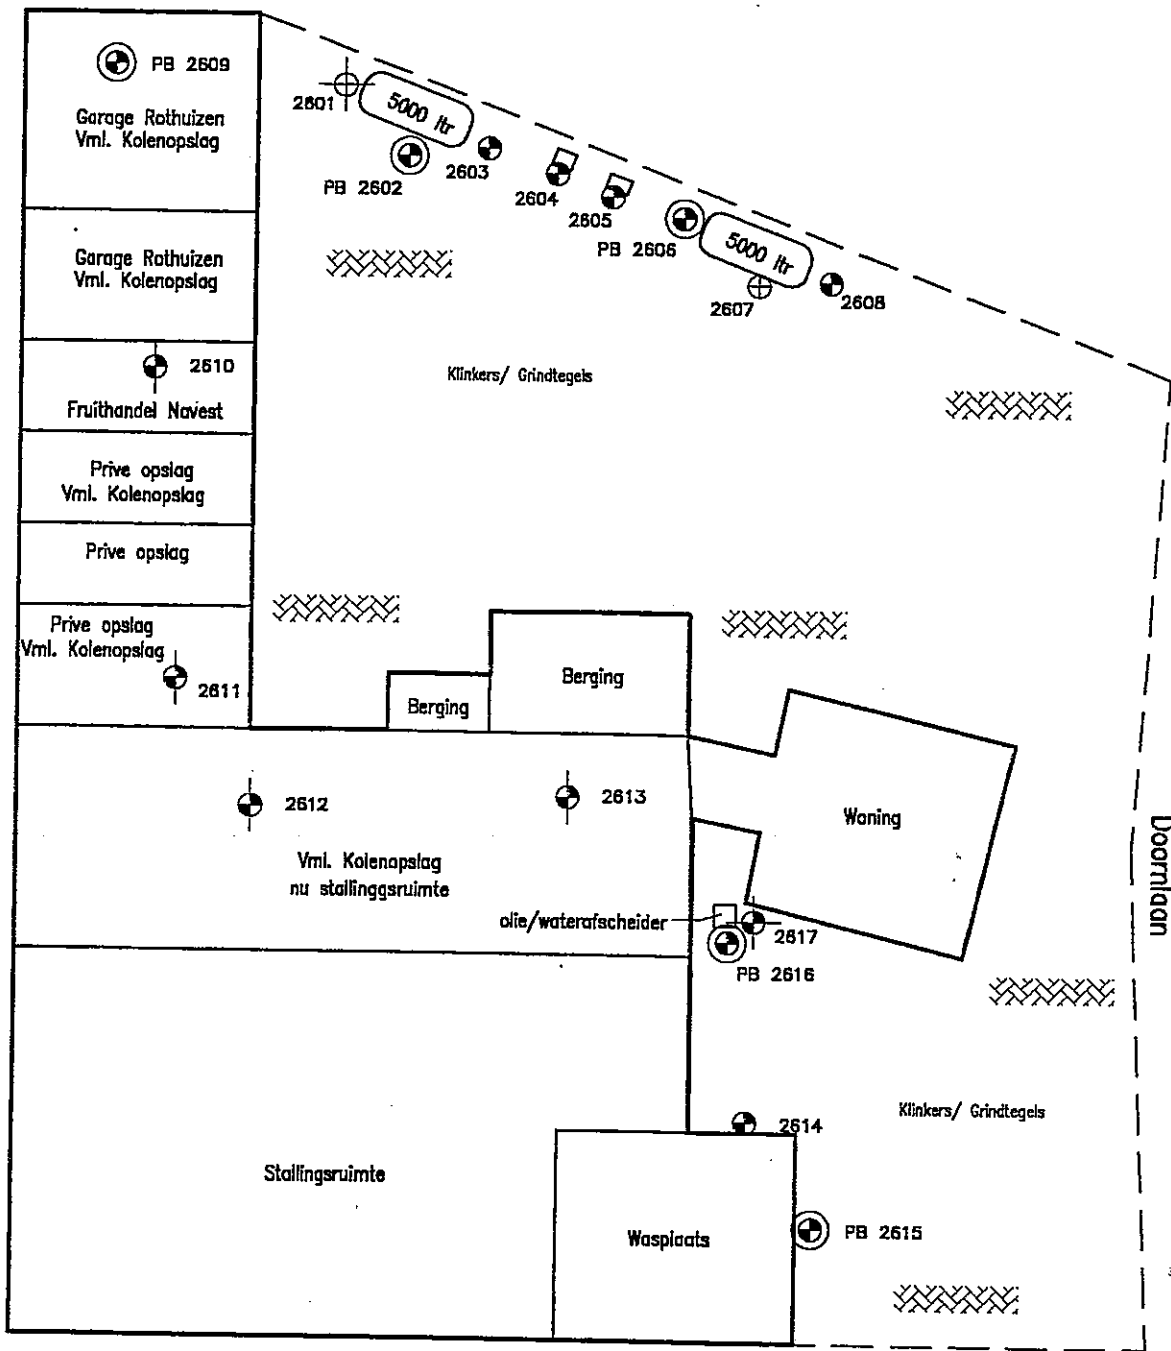 PB 2609
Garage Rothuizen
Vml. Kolenopslag
2601
5000 ltr
PB 2602
2603
2604
2605
PB 2606
5000 ltr
2607
2608
Garage Rothuizen
Vml. Kolenopslag
2610
Fruithandel Navest
Klinkers/ Grindtegels
Prive opslag
Vml. Kolenopslag
Prive opslag
Prive opslag
Vml. Kolenopslag
2611
Berging
Berging
2612
2613
Woning
Doornlaan
Vml. Kolenopslag
nu stallinggsruimte
olie/waterafscheider
2617
PB 2616
Klinkers/ Grindtegels
2614
Stallingsruimte
Wasplaats
PB 2615